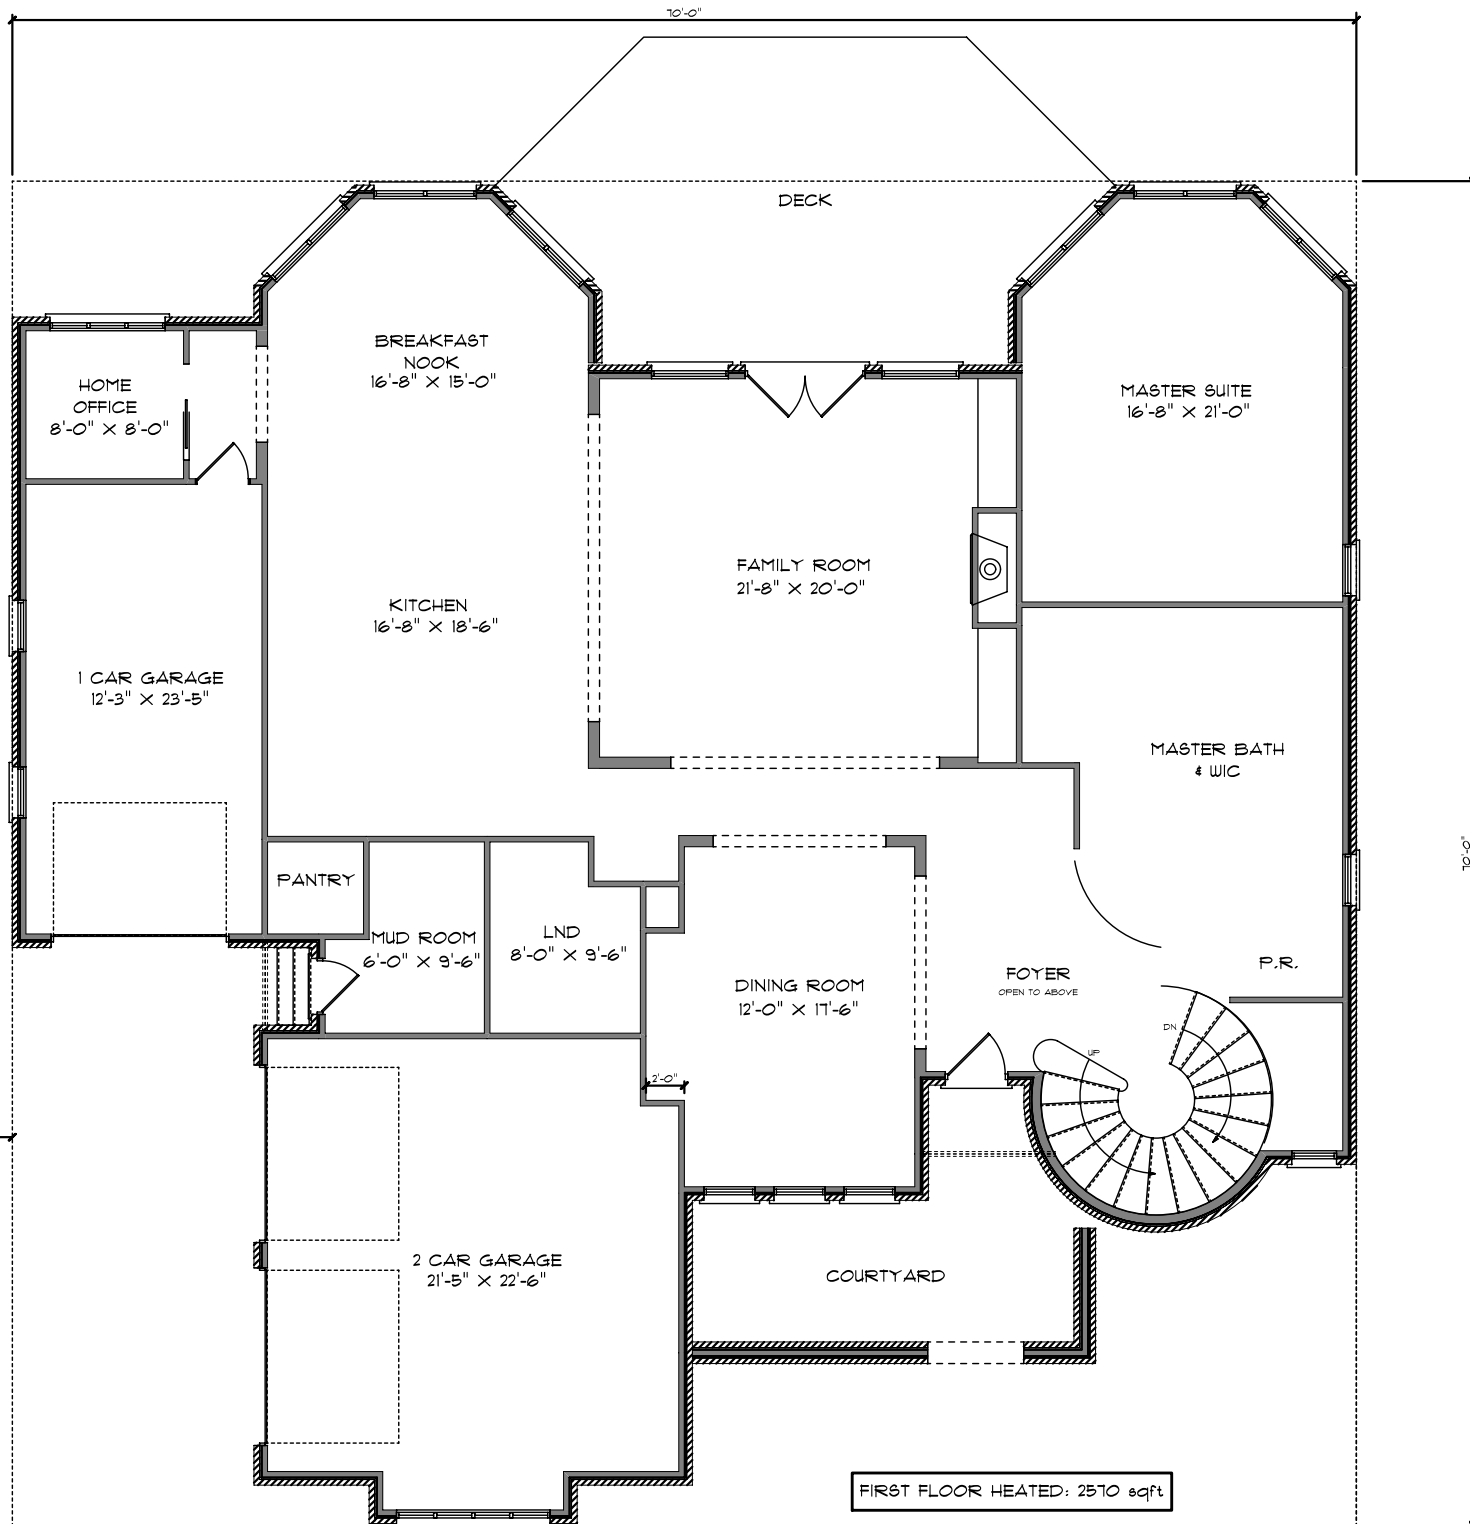 70'-0"
DECK
BREAKFAST
NOOK
16'-8" X 15'-0"
HOME
OFFICE
8'-0" X 8'-0"
MASTER SUITE
16'-8" X 21'-0"
FAMILY ROOM
21'-8" X 20'-0"
KITCHEN
16'-8" X 18'-6"
1 CAR GARAGE
12'-3" X 23'-5"
MASTER BATH
& WIC
70'-0"
PANTRY
MUD ROOM
6'-0" X 9'-6"
LND
8'-0" X 9'-6"
P.R.
FOYER
OPEN TO ABOVE
DINING ROOM
12'-0" X 17'-6"
DN
UP
2'-0"
2 CAR GARAGE
21'-5" X 22'-6"
COURTYARD
FIRST FLOOR HEATED: 2570 sqft